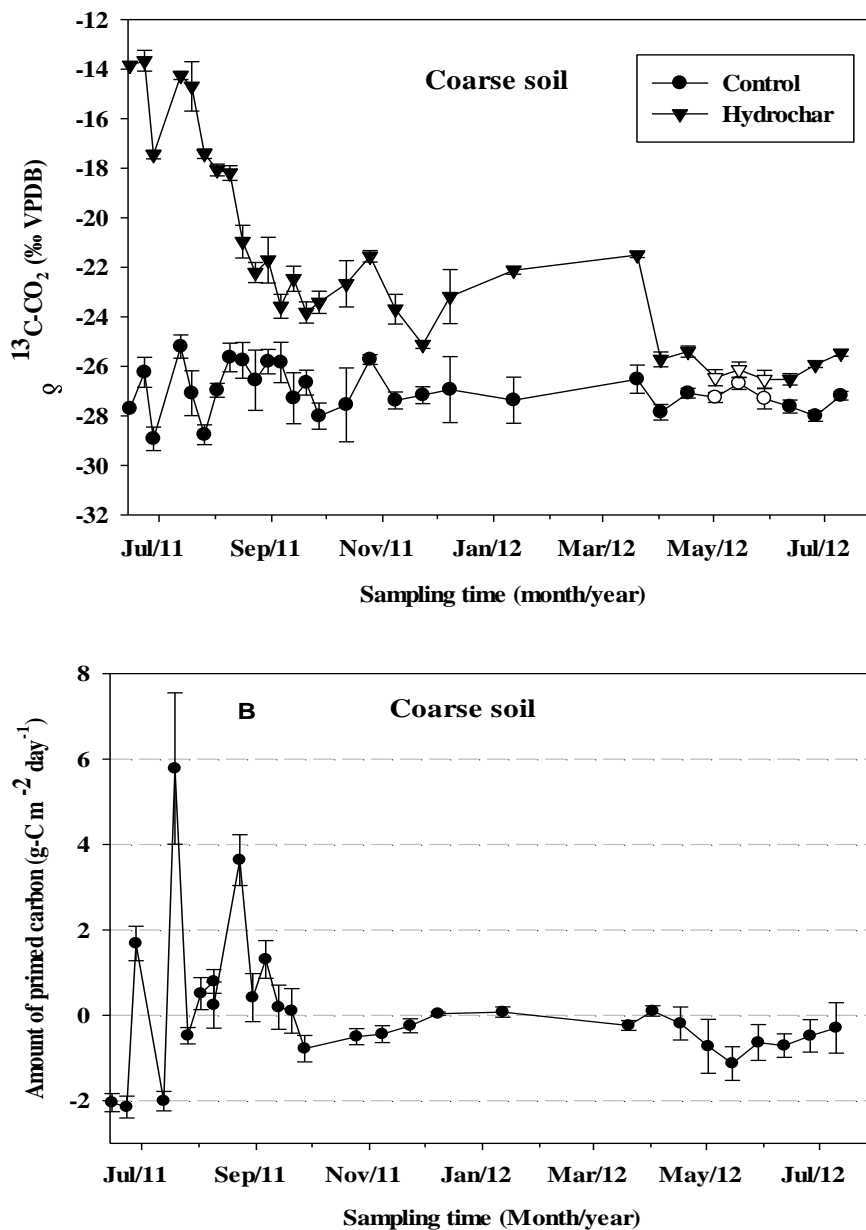 -12
-14
-16
-18
-20
-22
-24
-26
-28
-30
-32
ϱ ¹³C-CO₂ (‰ VPDB)
Coarse soil
Control
Hydrochar
Jul/11 Sep/11 Nov/11 Jan/12 Mar/12 May/12 Jul/12
Sampling time (month/year)
8
6
4
2
0
-2
Amount of primed carbon (g-C m⁻² day⁻¹)
B Coarse soil
Jul/11 Sep/11 Nov/11 Jan/12 Mar/12 May/12 Jul/12
Sampling time (Month/year)